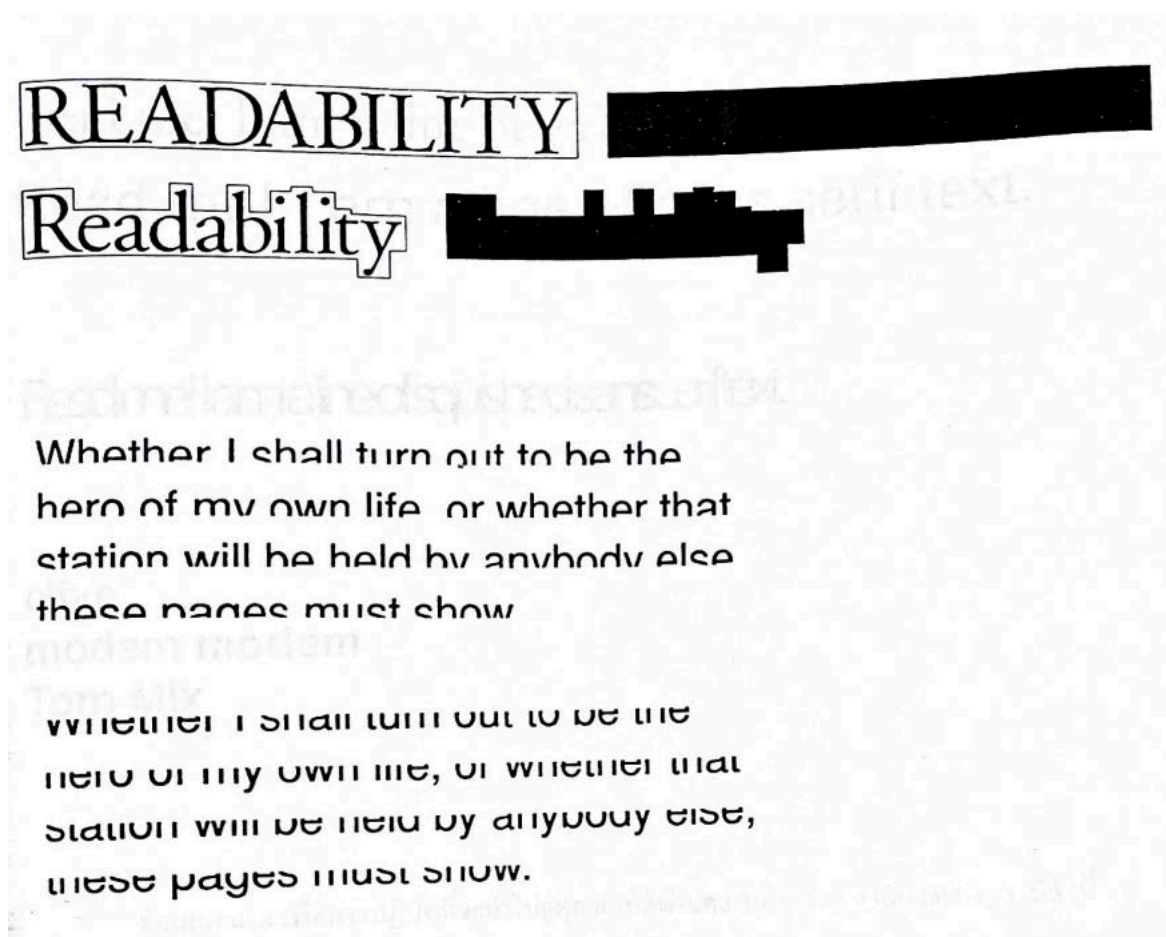 READABILITY
Readability
Whether I shall turn out to be the
hero of my own life, or whether that
station will be held by anybody else
these pages must show
Whether I shall turn out to be the
hero of my own life, or whether that
station will be held by anybody else,
these pages must show.